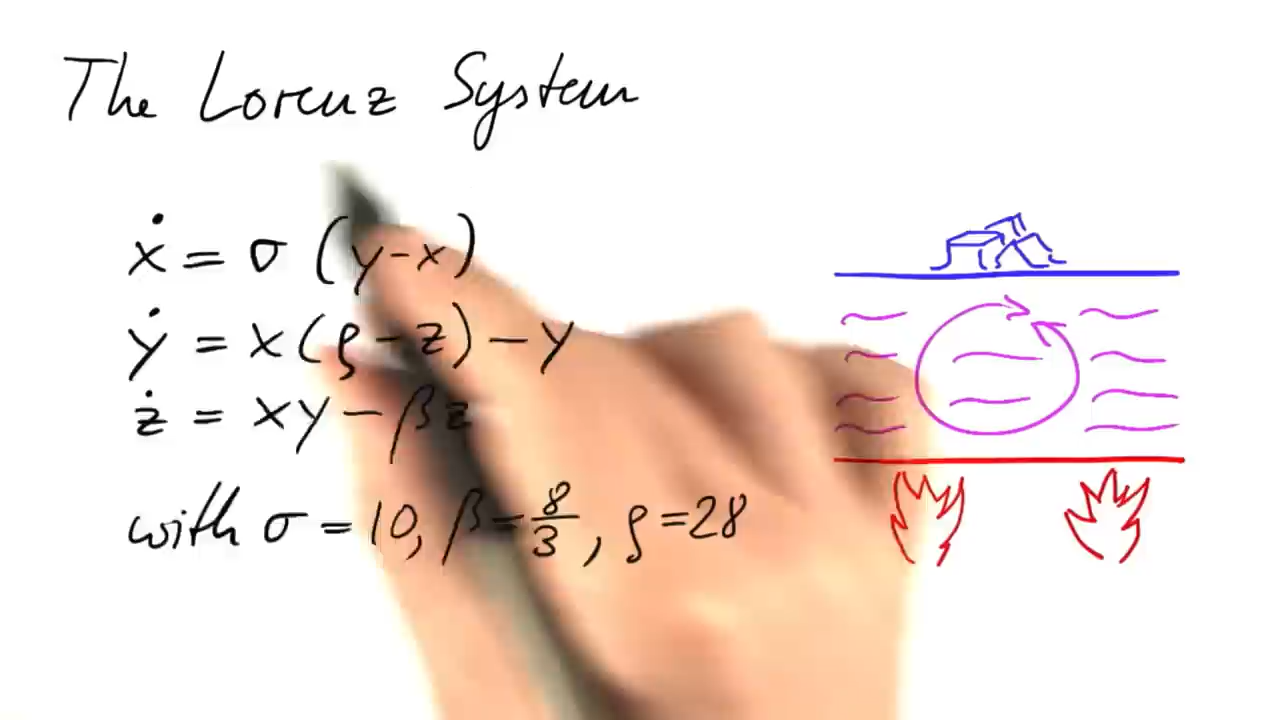 The Lorenz System
ẋ = σ (y-x)
ẏ = x(ρ-z) - y
ż = xy - βz
with σ = 10, β = 8/3, ρ = 28